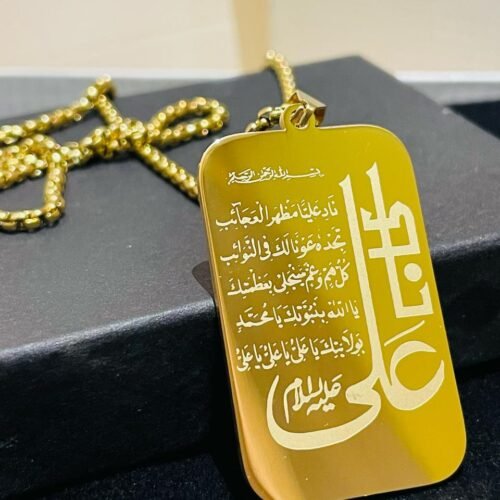 بسم الله الرحمن الرحيم
ناد عليا مظهر العجائب
تجده عونا لك في النوائب
كل هم وغم سينجلي بعظمتك
يا الله بنبوتك يا محمد
بولايتك يا علي يا علي يا علي
ناد علي
عليه السلام